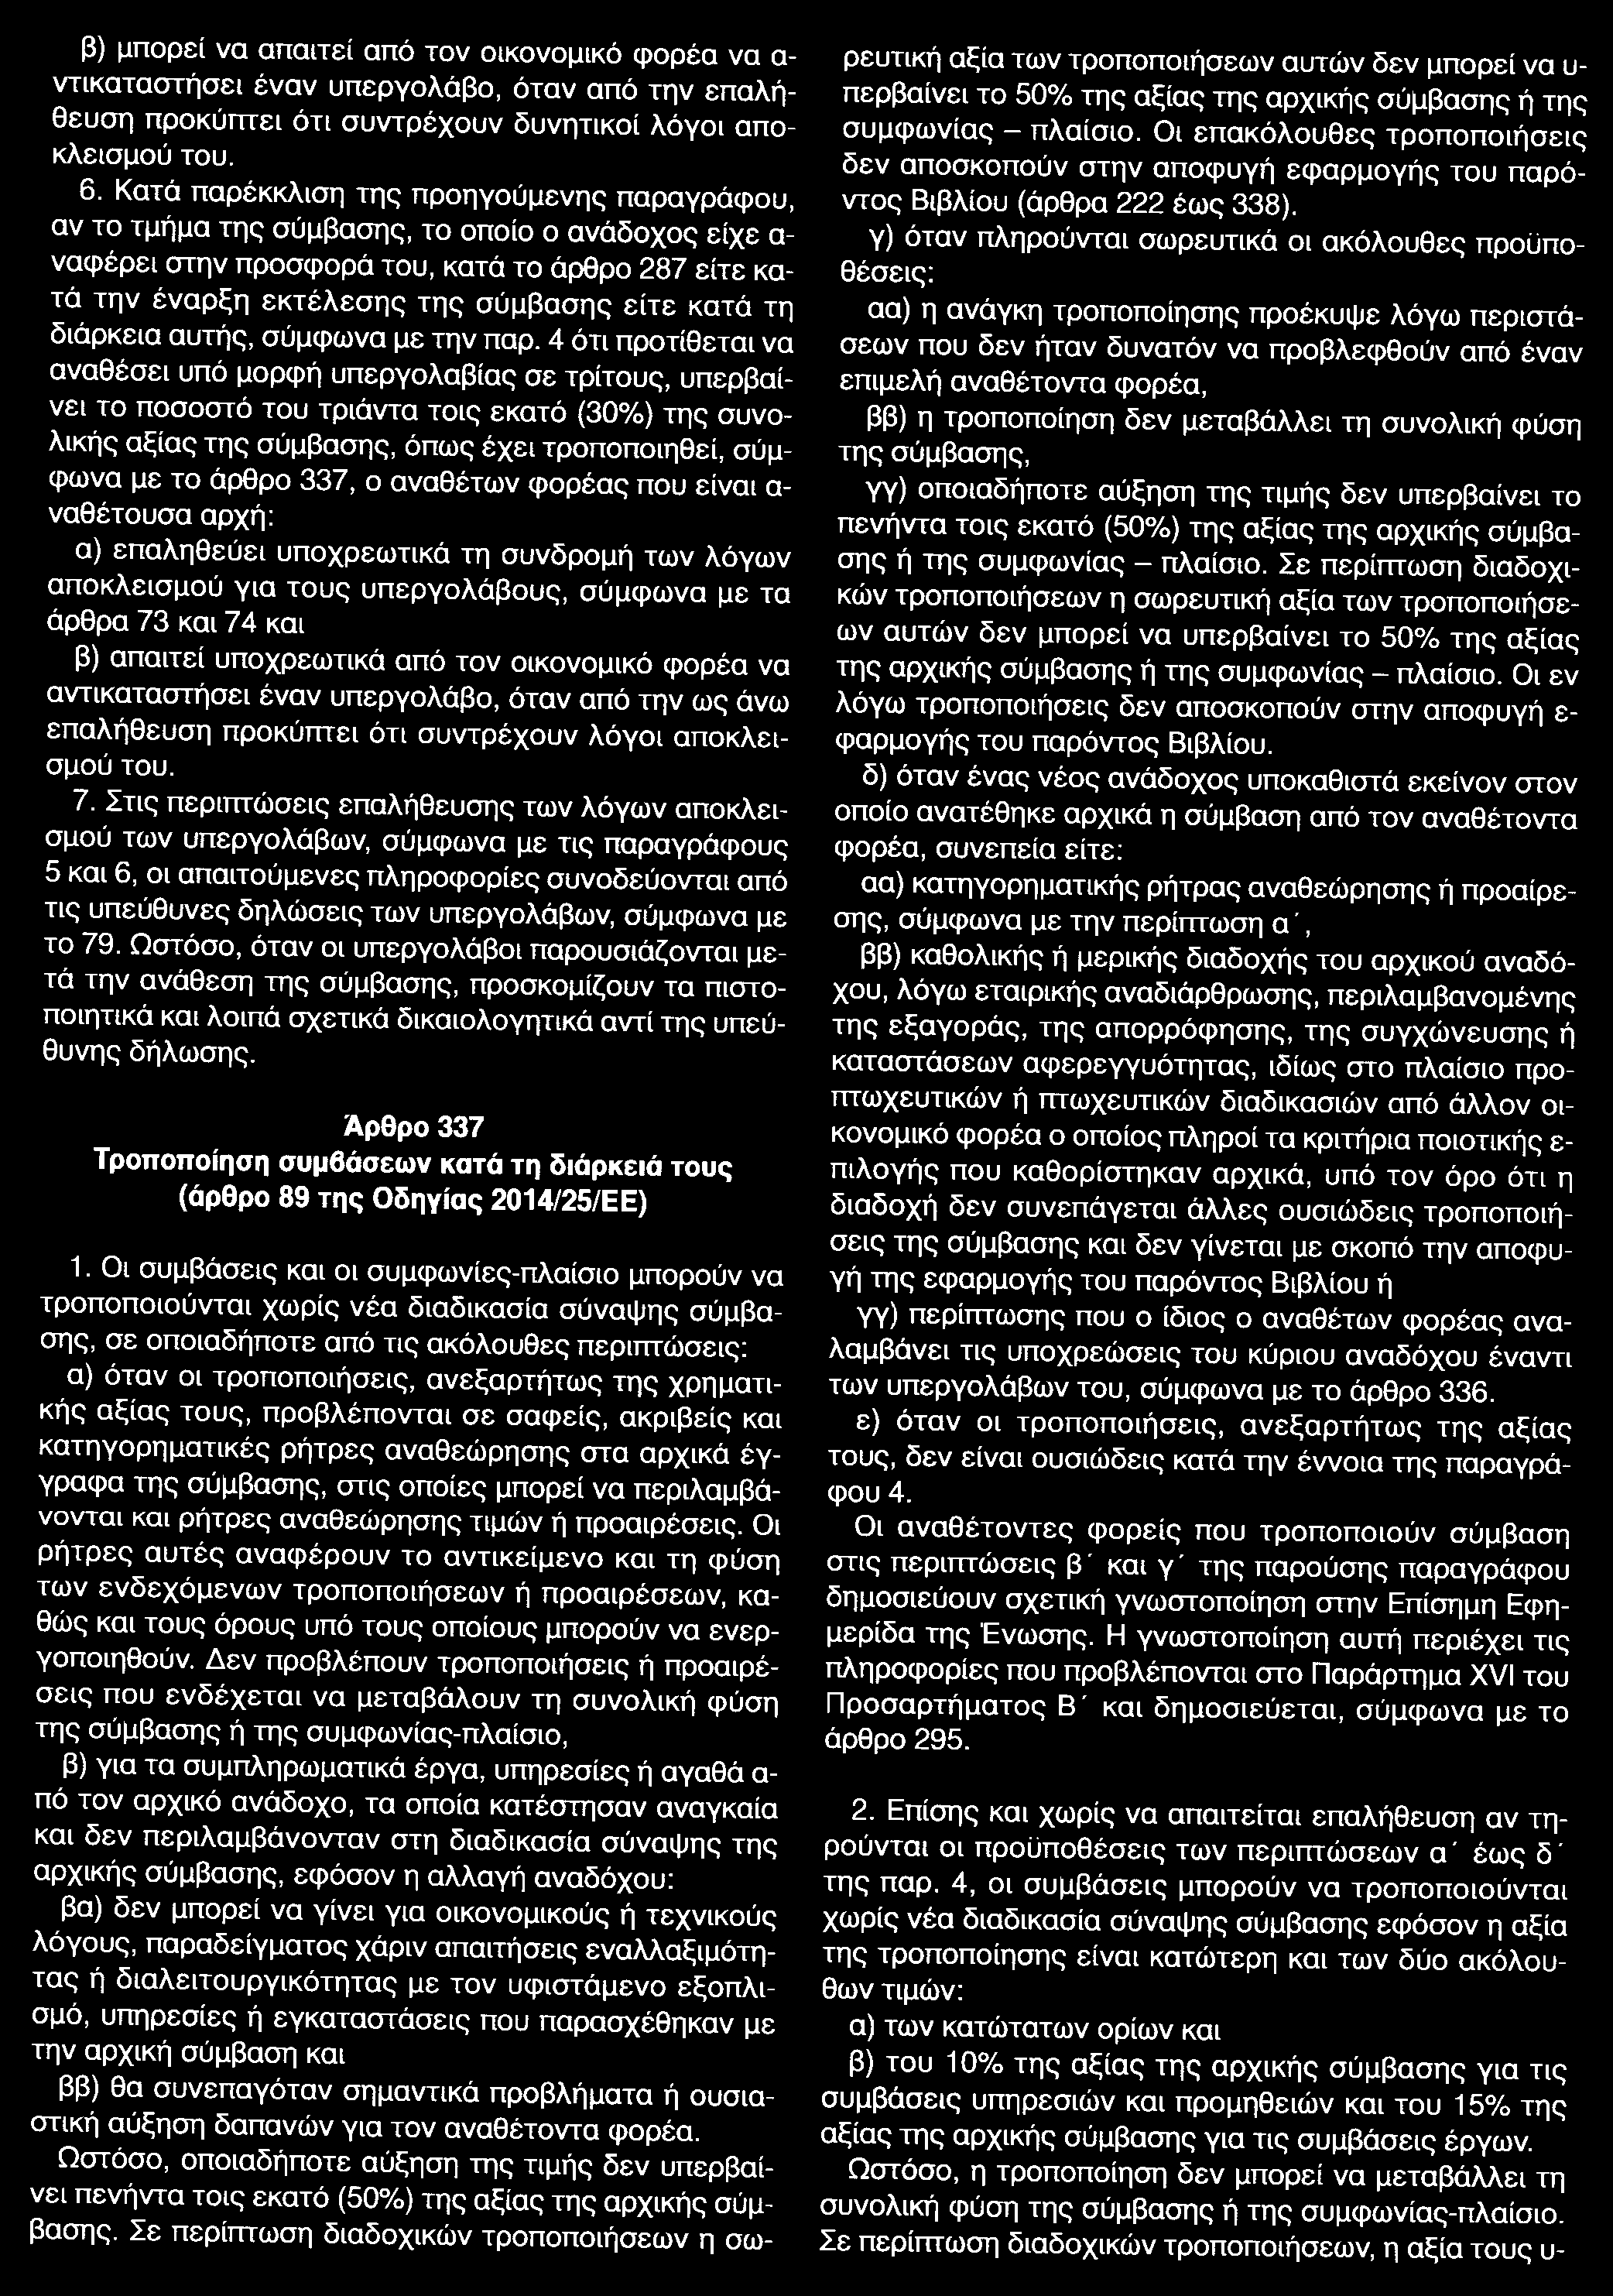 β) μπορεί να απαιτεί από τον οικονομικό φορέα να α-
ντικαταστήσει έναν υπεργολάβο, όταν από την επαλή-
θευση προκύπτει ότι συντρέχουν δυνητικοί λόγοι απο-
κλεισμού του.
6. Κατά παρέκκλιση της προηγούμενης παραγράφου,
αν το τμήμα της σύμβασης, το οποίο ο ανάδοχος είχε α-
ναφέρει στην προσφορά του, κατά το άρθρο 287 είτε κα-
τά την έναρξη εκτέλεσης της σύμβασης είτε κατά τη
διάρκεια αυτής, σύμφωνα με την παρ. 4 ότι προτίθεται να
αναθέσει υπό μορφή υπεργολαβίας σε τρίτους, υπερβαί-
νει το ποσοστό του τριάντα τοις εκατό (30%) της συνο-
λικής αξίας της σύμβασης, όπως έχει τροποποιηθεί, σύμ-
φωνα με το άρθρο 337, ο αναθέτων φορέας που είναι α-
ναθέτουσα αρχή:
α) επαληθεύει υποχρεωτικά τη συνδρομή των λόγων
αποκλεισμού για τους υπεργολάβους, σύμφωνα με τα
άρθρα 73 και 74 και
β) απαιτεί υποχρεωτικά από τον οικονομικό φορέα να
αντικαταστήσει έναν υπεργολάβο, όταν από την ως άνω
επαλήθευση προκύπτει ότι συντρέχουν λόγοι αποκλει-
σμού του.
7. Στις περιπτώσεις επαλήθευσης των λόγων αποκλει-
σμού των υπεργολάβων, σύμφωνα με τις παραγράφους
5 και 6, οι απαιτούμενες πληροφορίες συνοδεύονται από
τις υπεύθυνες δηλώσεις των υπεργολάβων, σύμφωνα με
το 79. Ωστόσο, όταν οι υπεργολάβοι παρουσιάζονται με-
τά την ανάθεση της σύμβασης, προσκομίζουν τα πιστο-
ποιητικά και λοιπά σχετικά δικαιολογητικά αντί της υπεύ-
θυνης δήλωσης.
Άρθρο 337
Τροποποίηση συμβάσεων κατά τη διάρκειά τους
(άρθρο 89 της Οδηγίας 2014/25/ΕΕ)
1. Οι συμβάσεις και οι συμφωνίες-πλαίσιο μπορούν να
τροποποιούνται χωρίς νέα διαδικασία σύναψης σύμβα-
σης, σε οποιαδήποτε από τις ακόλουθες περιπτώσεις:
α) όταν οι τροποποιήσεις, ανεξαρτήτως της χρηματι-
κής αξίας τους, προβλέπονται σε σαφείς, ακριβείς και
κατηγορηματικές ρήτρες αναθεώρησης στα αρχικά έγ-
γραφα της σύμβασης, στις οποίες μπορεί να περιλαμβά-
νονται και ρήτρες αναθεώρησης τιμών ή προαιρέσεις. Οι
ρήτρες αυτές αναφέρουν το αντικείμενο και τη φύση
των ενδεχόμενων τροποποιήσεων ή προαιρέσεων, κα-
θώς και τους όρους υπό τους οποίους μπορούν να ενερ-
γοποιηθούν. Δεν προβλέπουν τροποποιήσεις ή προαιρέ-
σεις που ενδέχεται να μεταβάλουν τη συνολική φύση
της σύμβασης ή της συμφωνίας-πλαίσιο,
β) για τα συμπληρωματικά έργα, υπηρεσίες ή αγαθά α-
πό τον αρχικό ανάδοχο, τα οποία κατέστησαν αναγκαία
και δεν περιλαμβάνονταν στη διαδικασία σύναψης της
αρχικής σύμβασης, εφόσον η αλλαγή αναδόχου:
βα) δεν μπορεί να γίνει για οικονομικούς ή τεχνικούς
λόγους, παραδείγματος χάριν απαιτήσεις εναλλαξιμότη-
τας ή διαλειτουργικότητας με τον υφιστάμενο εξοπλι-
σμό, υπηρεσίες ή εγκαταστάσεις που παρασχέθηκαν με
την αρχική σύμβαση και
ββ) θα συνεπαγόταν σημαντικά προβλήματα ή ουσια-
στική αύξηση δαπανών για τον αναθέτοντα φορέα.
Ωστόσο, οποιαδήποτε αύξηση της τιμής δεν υπερβαί-
νει πενήντα τοις εκατό (50%) της αξίας της αρχικής σύμ-
βασης. Σε περίπτωση διαδοχικών τροποποιήσεων η σω-
ρευτική αξία των τροποποιήσεων αυτών δεν μπορεί να υ-
περβαίνει το 50% της αξίας της αρχικής σύμβασης ή της
συμφωνίας – πλαίσιο. Οι επακόλουθες τροποποιήσεις
δεν αποσκοπούν στην αποφυγή εφαρμογής του παρό-
ντος Βιβλίου (άρθρα 222 έως 338).
γ) όταν πληρούνται σωρευτικά οι ακόλουθες προϋπο-
θέσεις:
αα) η ανάγκη τροποποίησης προέκυψε λόγω περιστά-
σεων που δεν ήταν δυνατόν να προβλεφθούν από έναν
επιμελή αναθέτοντα φορέα,
ββ) η τροποποίηση δεν μεταβάλλει τη συνολική φύση
της σύμβασης,
γγ) οποιαδήποτε αύξηση της τιμής δεν υπερβαίνει το
πενήντα τοις εκατό (50%) της αξίας της αρχικής σύμβα-
σης ή της συμφωνίας – πλαίσιο. Σε περίπτωση διαδοχι-
κών τροποποιήσεων η σωρευτική αξία των τροποποιήσε-
ων αυτών δεν μπορεί να υπερβαίνει το 50% της αξίας
της αρχικής σύμβασης ή της συμφωνίας – πλαίσιο. Οι εν
λόγω τροποποιήσεις δεν αποσκοπούν στην αποφυγή ε-
φαρμογής του παρόντος Βιβλίου.
δ) όταν ένας νέος ανάδοχος υποκαθιστά εκείνον στον
οποίο ανατέθηκε αρχικά η σύμβαση από τον αναθέτοντα
φορέα, συνεπεία είτε:
αα) κατηγορηματικής ρήτρας αναθεώρησης ή προαίρε-
σης, σύμφωνα με την περίπτωση α΄,
ββ) καθολικής ή μερικής διαδοχής του αρχικού αναδό-
χου, λόγω εταιρικής αναδιάρθρωσης, περιλαμβανομένης
της εξαγοράς, της απορρόφησης, της συγχώνευσης ή
καταστάσεων αφερεγγυότητας, ιδίως στο πλαίσιο προ-
πτωχευτικών ή πτωχευτικών διαδικασιών από άλλον οι-
κονομικό φορέα ο οποίος πληροί τα κριτήρια ποιοτικής ε-
πιλογής που καθορίστηκαν αρχικά, υπό τον όρο ότι η
διαδοχή δεν συνεπάγεται άλλες ουσιώδεις τροποποιή-
σεις της σύμβασης και δεν γίνεται με σκοπό την αποφυ-
γή της εφαρμογής του παρόντος Βιβλίου ή
γγ) περίπτωσης που ο ίδιος ο αναθέτων φορέας ανα-
λαμβάνει τις υποχρεώσεις του κύριου αναδόχου έναντι
των υπεργολάβων του, σύμφωνα με το άρθρο 336.
ε) όταν οι τροποποιήσεις, ανεξαρτήτως της αξίας
τους, δεν είναι ουσιώδεις κατά την έννοια της παραγρά-
φου 4.
Οι αναθέτοντες φορείς που τροποποιούν σύμβαση
στις περιπτώσεις β΄ και γ΄ της παρούσης παραγράφου
δημοσιεύουν σχετική γνωστοποίηση στην Επίσημη Εφη-
μερίδα της Ένωσης. Η γνωστοποίηση αυτή περιέχει τις
πληροφορίες που προβλέπονται στο Παράρτημα XVI του
Προσαρτήματος Β΄ και δημοσιεύεται, σύμφωνα με το
άρθρο 295.
2. Επίσης και χωρίς να απαιτείται επαλήθευση αν τη-
ρούνται οι προϋποθέσεις των περιπτώσεων α΄ έως δ΄
της παρ. 4, οι συμβάσεις μπορούν να τροποποιούνται
χωρίς νέα διαδικασία σύναψης σύμβασης εφόσον η αξία
της τροποποίησης είναι κατώτερη και των δύο ακόλου-
θων τιμών:
α) των κατώτατων ορίων και
β) του 10% της αξίας της αρχικής σύμβασης για τις
συμβάσεις υπηρεσιών και προμηθειών και του 15% της
αξίας της αρχικής σύμβασης για τις συμβάσεις έργων.
Ωστόσο, η τροποποίηση δεν μπορεί να μεταβάλλει τη
συνολική φύση της σύμβασης ή της συμφωνίας-πλαίσιο.
Σε περίπτωση διαδοχικών τροποποιήσεων, η αξία τους υ-